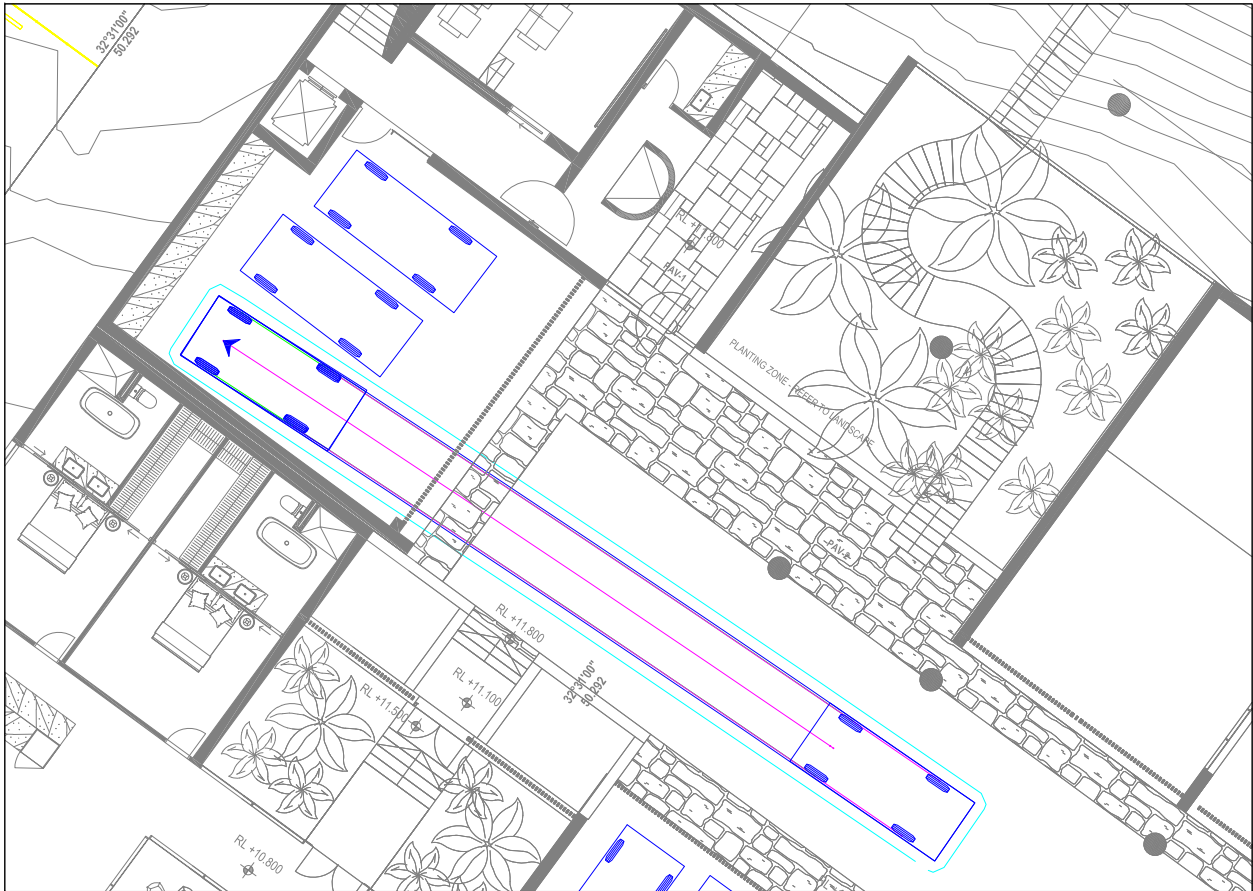 32°31'00"
50.292
RL +11.800
PAV-1
PLANTING ZONE - REFER TO LANDSCAPE
PAV-
RL +11.800
32°31'00"
50.292
RL +11.100
RL +11.500
RL +10.800